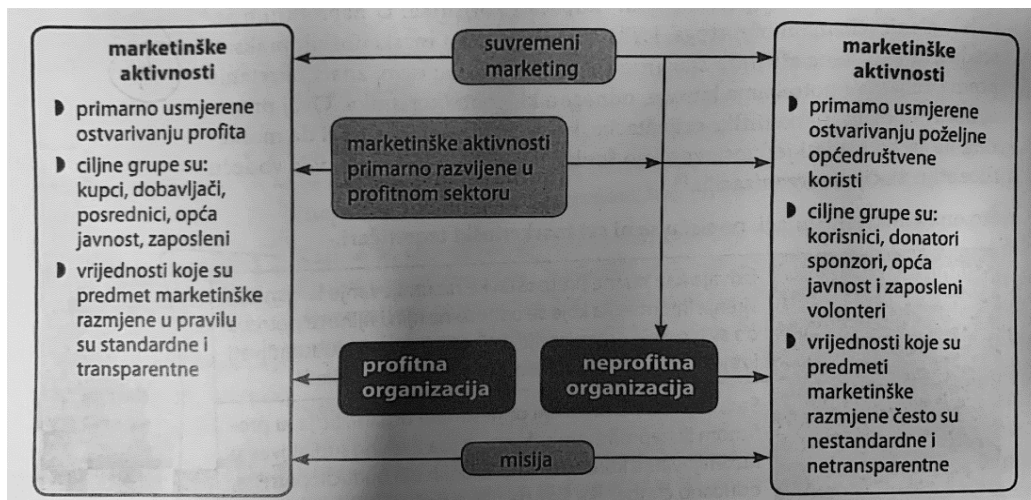 marketinške
aktivnosti
primarno usmjerene
ostvarivanju profita
ciljne grupe su:
kupci, dobavljači,
posrednici, opća
javnost, zaposleni
vrijednosti koje su
predmet marketinške
razmjene u pravilu
su standardne i
transparentne
suvremeni
marketing
marketinške aktivnosti
primarno razvijene u
profitnom sektoru
profitna
organizacija
neprofitna
organizacija
misija
marketinške
aktivnosti
primamo usmjerene
ostvarivanju poželjne
općedruštvene
koristi
ciljne grupe su:
korisnici, donatori
sponzori, opća
javnost i zaposleni
volonteri
vrijednosti koje su
predmeti
marketinške
razmjene često su
nestandardne i
netransparentne